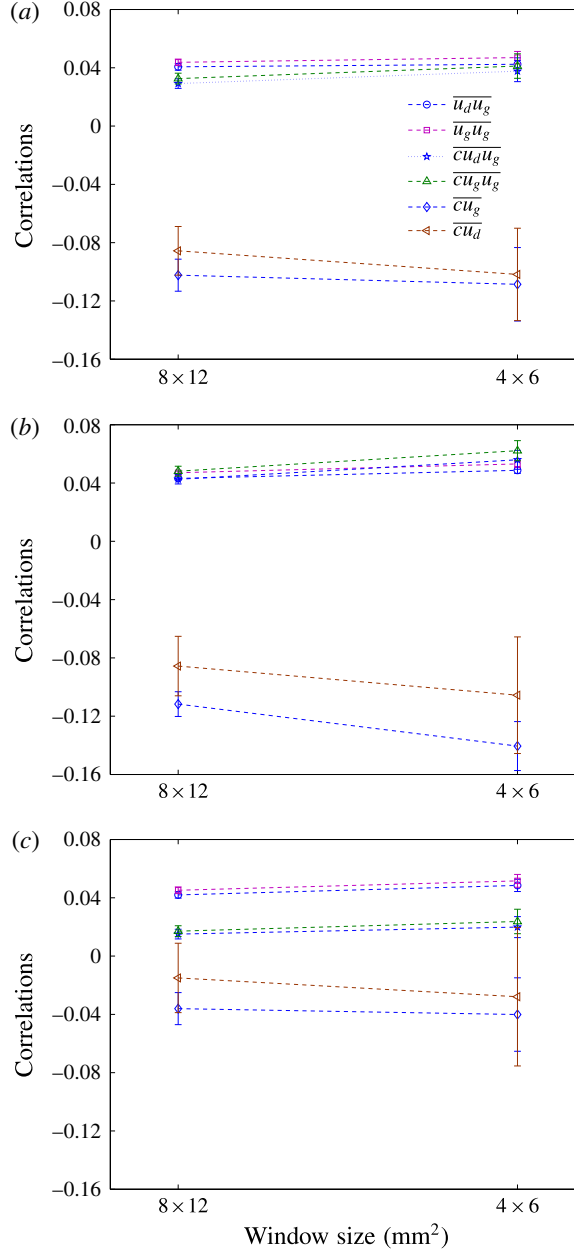 (a)
0.08
0.04
0
−0.04
−0.08
−0.12
−0.16
Correlations
u_d u_g
u_g u_g
cu_d u_g
cu_g u_g
cu_g
cu_d
8 × 12
4 × 6
(b)
0.08
0.04
0
−0.04
−0.08
−0.12
−0.16
Correlations
8 × 12
4 × 6
(c)
0.08
0.04
0
−0.04
−0.08
−0.12
−0.16
Correlations
8 × 12
4 × 6
Window size (mm²)